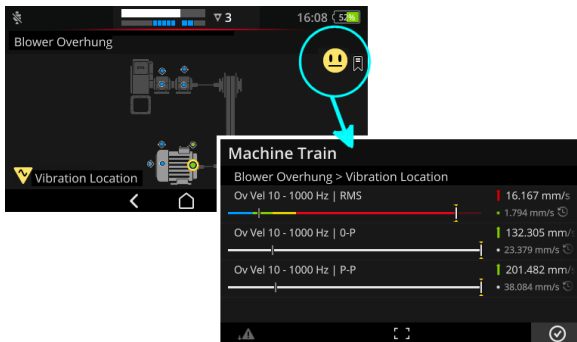 3
16:08
52%
Blower Overhung
Vibration Location
Machine Train
Blower Overhung > Vibration Location
Ov Vel 10 - 1000 Hz | RMS
16.167 mm/s
1.794 mm/s
Ov Vel 10 - 1000 Hz | 0-P
132.305 mm/s
23.379 mm/s
Ov Vel 10 - 1000 Hz | P-P
201.482 mm/s
38.084 mm/s